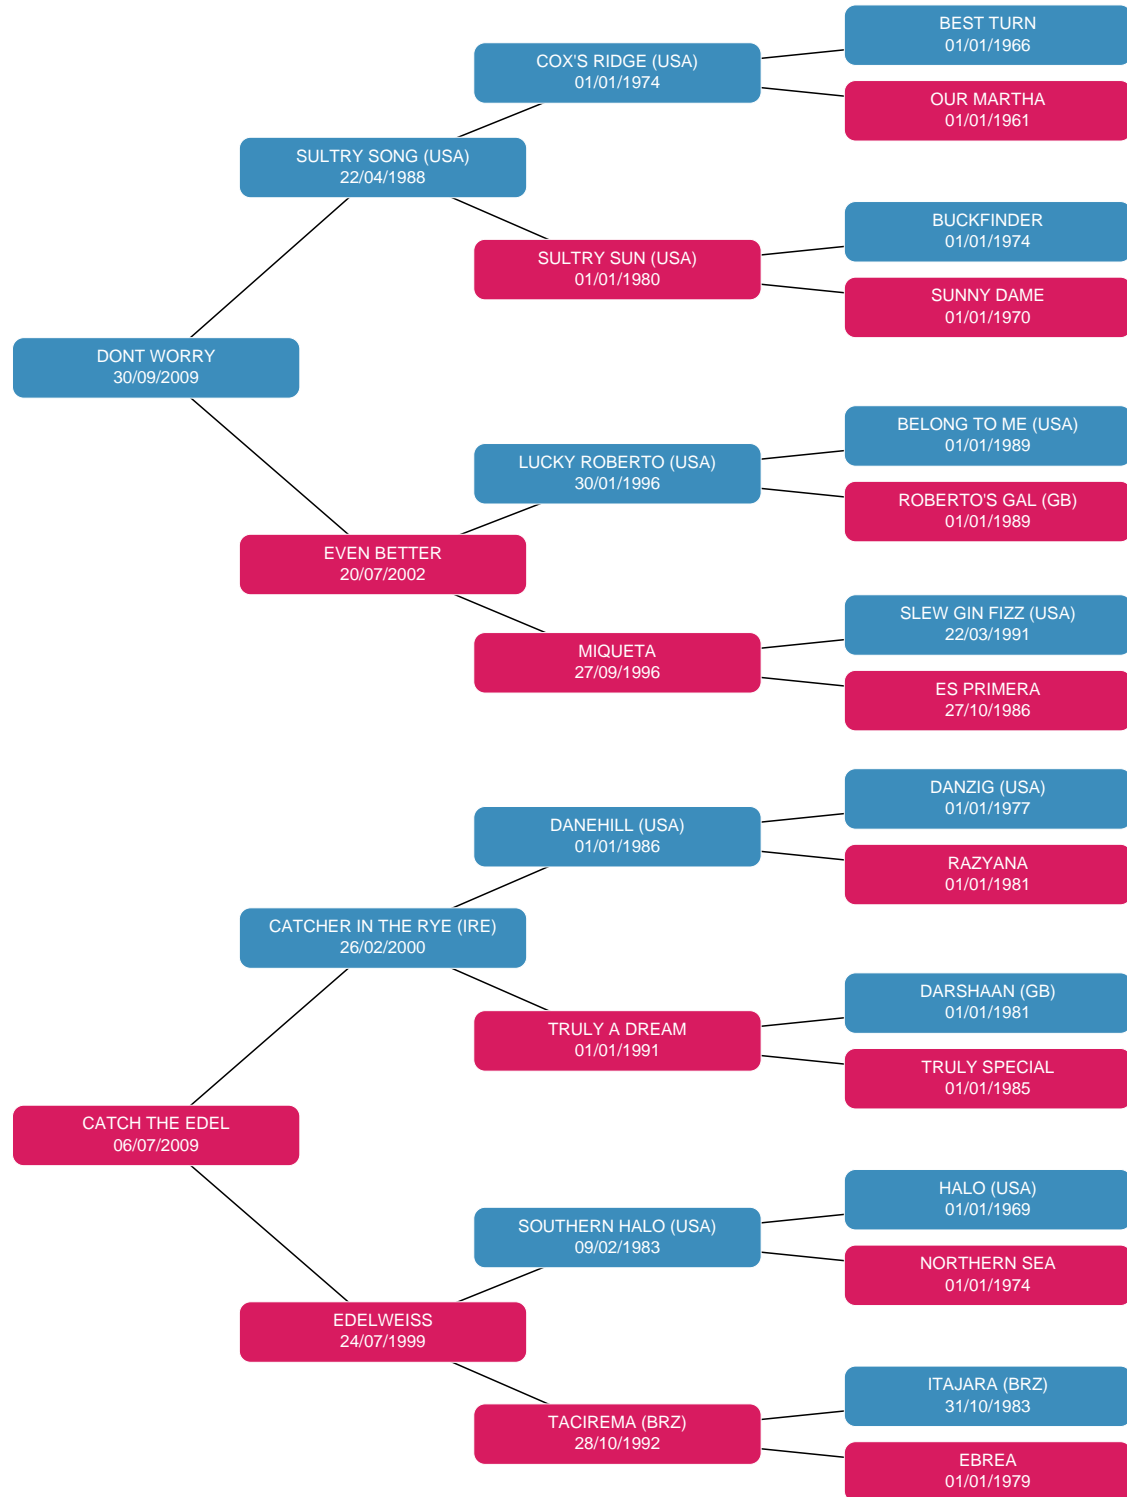 BEST TURN
01/01/1966
COX'S RIDGE (USA)
01/01/1974
OUR MARTHA
01/01/1961
SULTRY SONG (USA)
22/04/1988
BUCKFINDER
01/01/1974
SULTRY SUN (USA)
01/01/1980
SUNNY DAME
01/01/1970
DONT WORRY
30/09/2009
BELONG TO ME (USA)
01/01/1989
LUCKY ROBERTO (USA)
30/01/1996
ROBERTO'S GAL (GB)
01/01/1989
EVEN BETTER
20/07/2002
SLEW GIN FIZZ (USA)
22/03/1991
MIQUETA
27/09/1996
ES PRIMERA
27/10/1986
DANZIG (USA)
01/01/1977
DANEHILL (USA)
01/01/1986
RAZYANA
01/01/1981
CATCHER IN THE RYE (IRE)
26/02/2000
DARSHAAN (GB)
01/01/1981
TRULY A DREAM
01/01/1991
TRULY SPECIAL
01/01/1985
CATCH THE EDEL
06/07/2009
HALO (USA)
01/01/1969
SOUTHERN HALO (USA)
09/02/1983
NORTHERN SEA
01/01/1974
EDELWEISS
24/07/1999
ITAJARA (BRZ)
31/10/1983
TACIREMA (BRZ)
28/10/1992
EBREA
01/01/1979